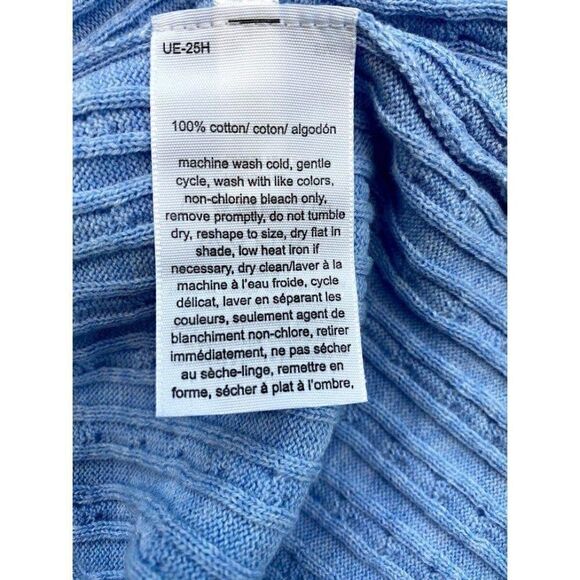 UE-25H
100% cotton/ coton/ algodón
machine wash cold, gentle
cycle, wash with like colors,
non-chlorine bleach only,
remove promptly, do not tumble
dry, reshape to size, dry flat in
shade, low heat iron if
necessary, dry clean/laver à la
machine à l'eau froide, cycle
délicat, laver en séparant les
couleurs, seulement agent de
blanchiment non-chlore, retirer
immédiatement, ne pas sécher
au sèche-linge, remettre en
forme, sécher à plat à l'ombre,